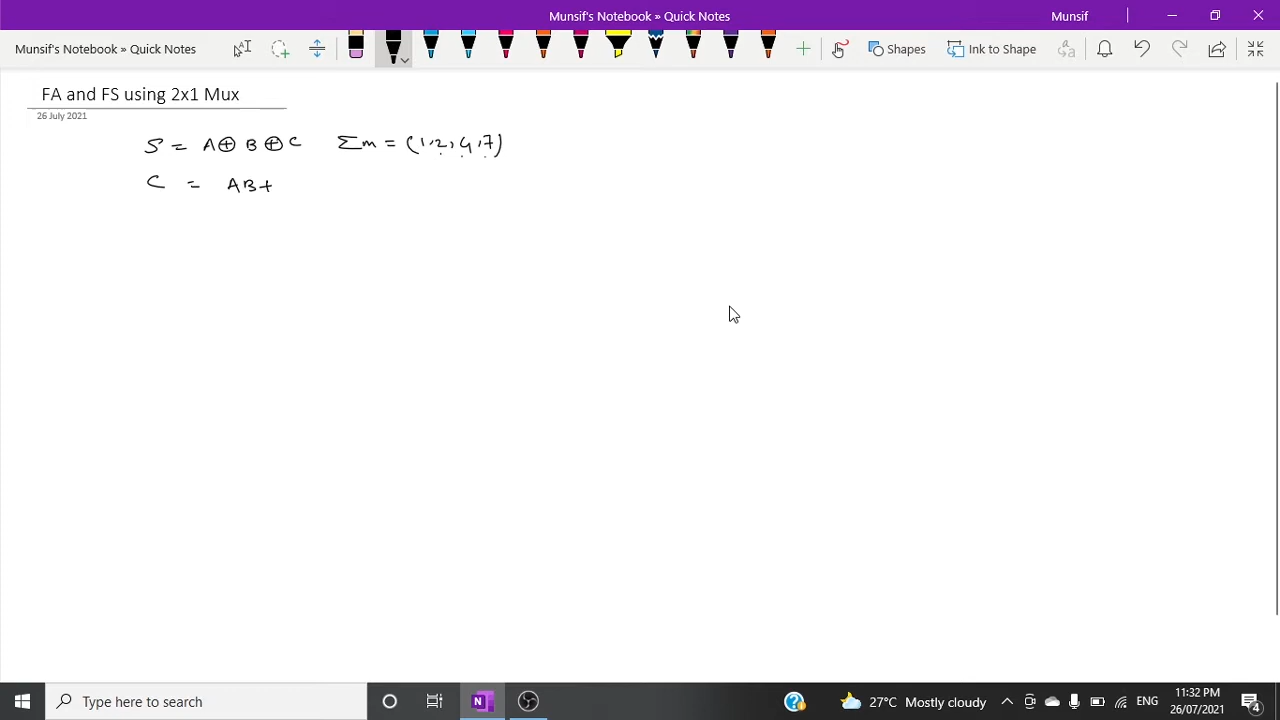 Munsif's Notebook » Quick Notes
Munsif
Munsif's Notebook » Quick Notes
Shapes
Ink to Shape
FA and FS using 2x1 Mux
26 July 2021
S = A⊕B⊕C Σm = (1,2,4,7)
C = AB+
Type here to search
27°C Mostly cloudy
ENG
11:32 PM
26/07/2021
4